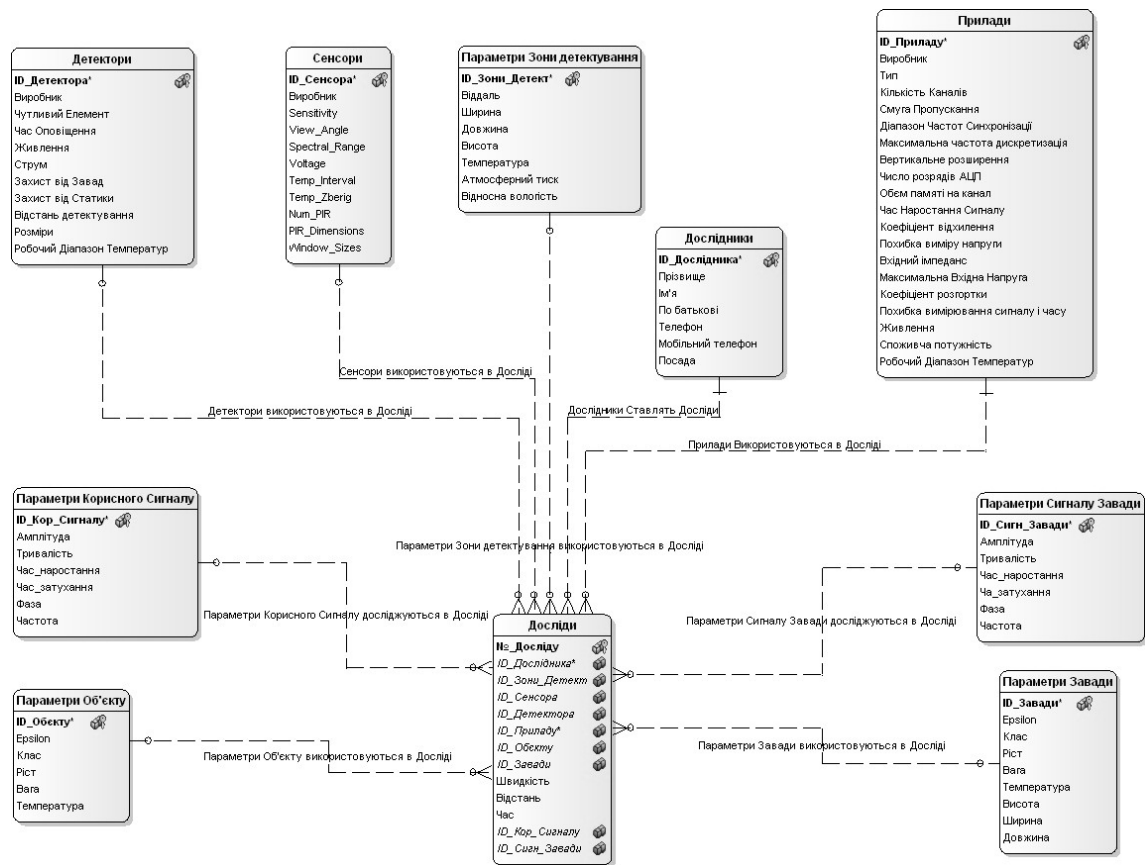 Детектори
ID_Детектора*
Виробник
Чутливий Елемент
Час Оповіщення
Живлення
Струм
Захист від Завад
Захист від Статики
Відстань детектування
Розміри
Робочий Діапазон Температур
Сенсори
ID_Сенсора*
Виробник
Sensitivity
View_Angle
Spectral_Range
Voltage
Temp_Interval
Temp_Zberig
Num_PIR
PIR_Dimensions
Window_Sizes
Параметри Зони детектування
ID_Зони_Детект*
Віддаль
Ширина
Довжина
Висота
Температура
Атмосферний тиск
Відносна вологість
Дослідники
ID_Дослідника*
Прізвище
Ім'я
По батькові
Телефон
Мобільний телефон
Посада
Прилади
ID_Приладу*
Виробник
Тип
Кількість Каналів
Смуга Пропускання
Діапазон Частот Синхронізації
Максимальна частота дискретизація
Вертикальне розширення
Число розрядів АЦП
Обєм памяті на канал
Час Наростання Сигналу
Коефіціент відхилення
Похибка виміру напруги
Вхідний імпеданс
Максимальна Вхідна Напруга
Коефіціент розгортки
Похибка вимірювання сигналу і часу
Живлення
Споживча потужність
Робочий Діапазон Температур
Сенсори використовуються в Досліді
Детектори використовуються в Досліді
Дослідники Ставлять Досліди
Прилади Використовуються в Досліді
Параметри Корисного Сигналу
ID_Кор_Сигналу*
Амплітуда
Тривалість
Час_наростання
Час_затухання
Фаза
Частота
Параметри Зони детектування використовуються в Досліді
Параметри Сигналу Завади
ID_Сигн_Завади*
Амплітуда
Тривалість
Час_наростання
Ча_затухання
Фаза
Частота
Параметри Корисного Сигналу досліджуються в Досліді
Параметри Сигналу Завади досліджуються в Досліді
Досліди
№_Досліду
ID_Дослідника*
ID_Зони_Детект
ID_Сенсора
ID_Детектора
ID_Приладу*
ID_Обєкту
ID_Завади
Швидкість
Відстань
Час
ID_Кор_Сигналу
ID_Сигн_Завади
Параметри Об'єкту
ID_Обєкту*
Epsilon
Клас
Ріст
Вага
Температура
Параметри Об'єкту використовуються в Досліді
Параметри Завади використовуються в Досліді
Параметри Завади
ID_Завади*
Epsilon
Клас
Ріст
Вага
Температура
Висота
Ширина
Довжина